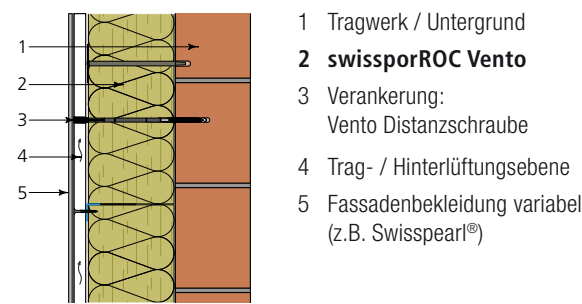 1 Tragwerk / Untergrund
2 swissporROC Vento
3 Verankerung:
Vento Distanzschraube
4 Trag- / Hinterlüftungsebene
5 Fassadenbekleidung variabel
(z.B. Swisspearl®)
1
2
3
4
5